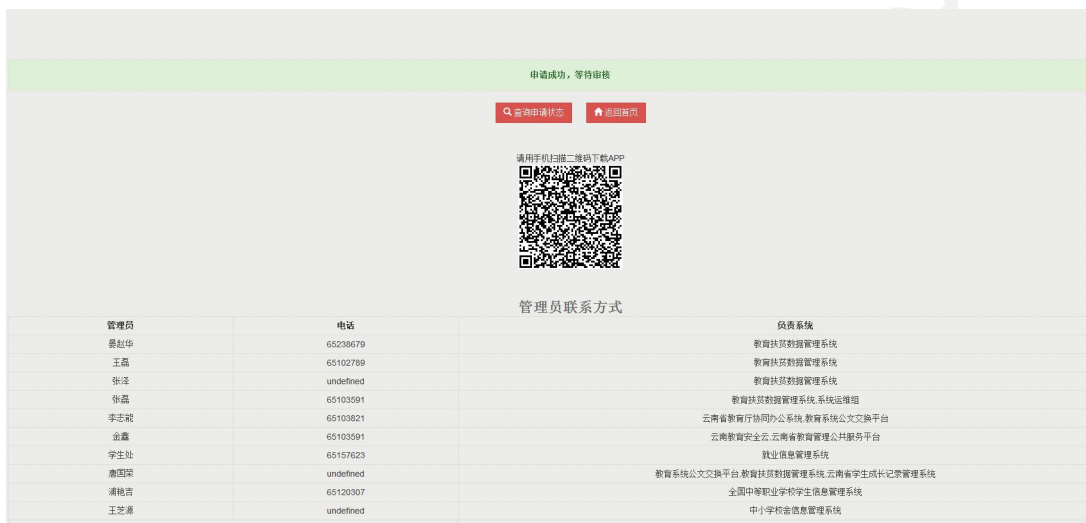 申请成功，等待审核
查询申请状态 返回首页
请用手机扫描二维码下载APP
管理员联系方式
管理员 电话 负责系统
晏赵华 65238679 教育扶贫数据管理系统
王磊 65102789 教育扶贫数据管理系统
张泽 undefined 教育扶贫数据管理系统
张磊 65103591 教育扶贫数据管理系统,系统运维组
李志能 65103821 云南省教育厅协同办公系统,教育系统公文交换平台
金鑫 65103591 云南教育安全云,云南省教育管理公共服务平台
学生处 65157623 就业信息管理系统
唐国荣 undefined 教育系统公文交换平台,教育扶贫数据管理系统,云南省学生成长记录管理系统
浦艳吉 65120307 全国中等职业学校学生信息管理系统
王芝源 undefined 中小学校舍信息管理系统